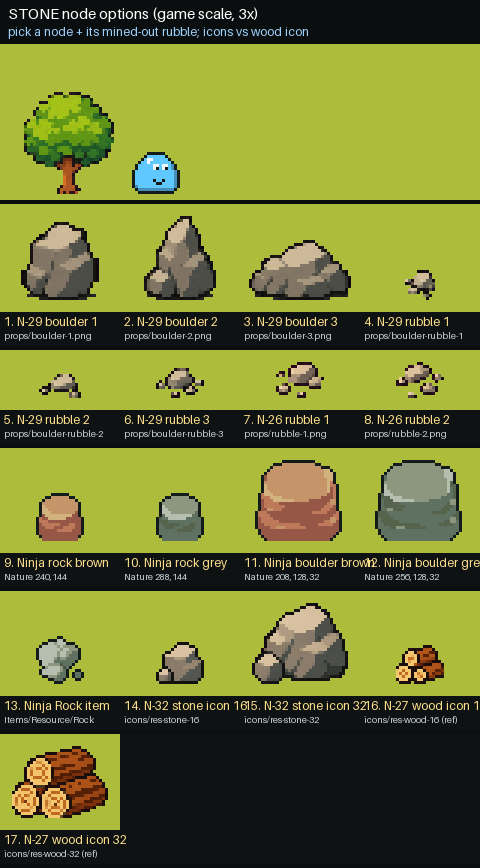 STONE node options (game scale, 3x)
pick a node + its mined-out rubble; icons vs wood icon
1. N-29 boulder 1
props/boulder-1.png
2. N-29 boulder 2
props/boulder-2.png
3. N-29 boulder 3
props/boulder-3.png
4. N-29 rubble 1
props/boulder-rubble-1
5. N-29 rubble 2
props/boulder-rubble-2
6. N-29 rubble 3
props/boulder-rubble-3
7. N-26 rubble 1
props/rubble-1.png
8. N-26 rubble 2
props/rubble-2.png
9. Ninja rock brown
Nature 240,144
10. Ninja rock grey
Nature 288,144
11. Ninja boulder brown
Nature 208,128,32
12. Ninja boulder gre
Nature 256,128,32
13. Ninja Rock item
Items/Resource/Rock
14. N-32 stone icon 16
icons/res-stone-16
15. N-32 stone icon 32
icons/res-stone-32
16. N-27 wood icon 1
icons/res-wood-16 (ref)
17. N-27 wood icon 32
icons/res-wood-32 (ref)